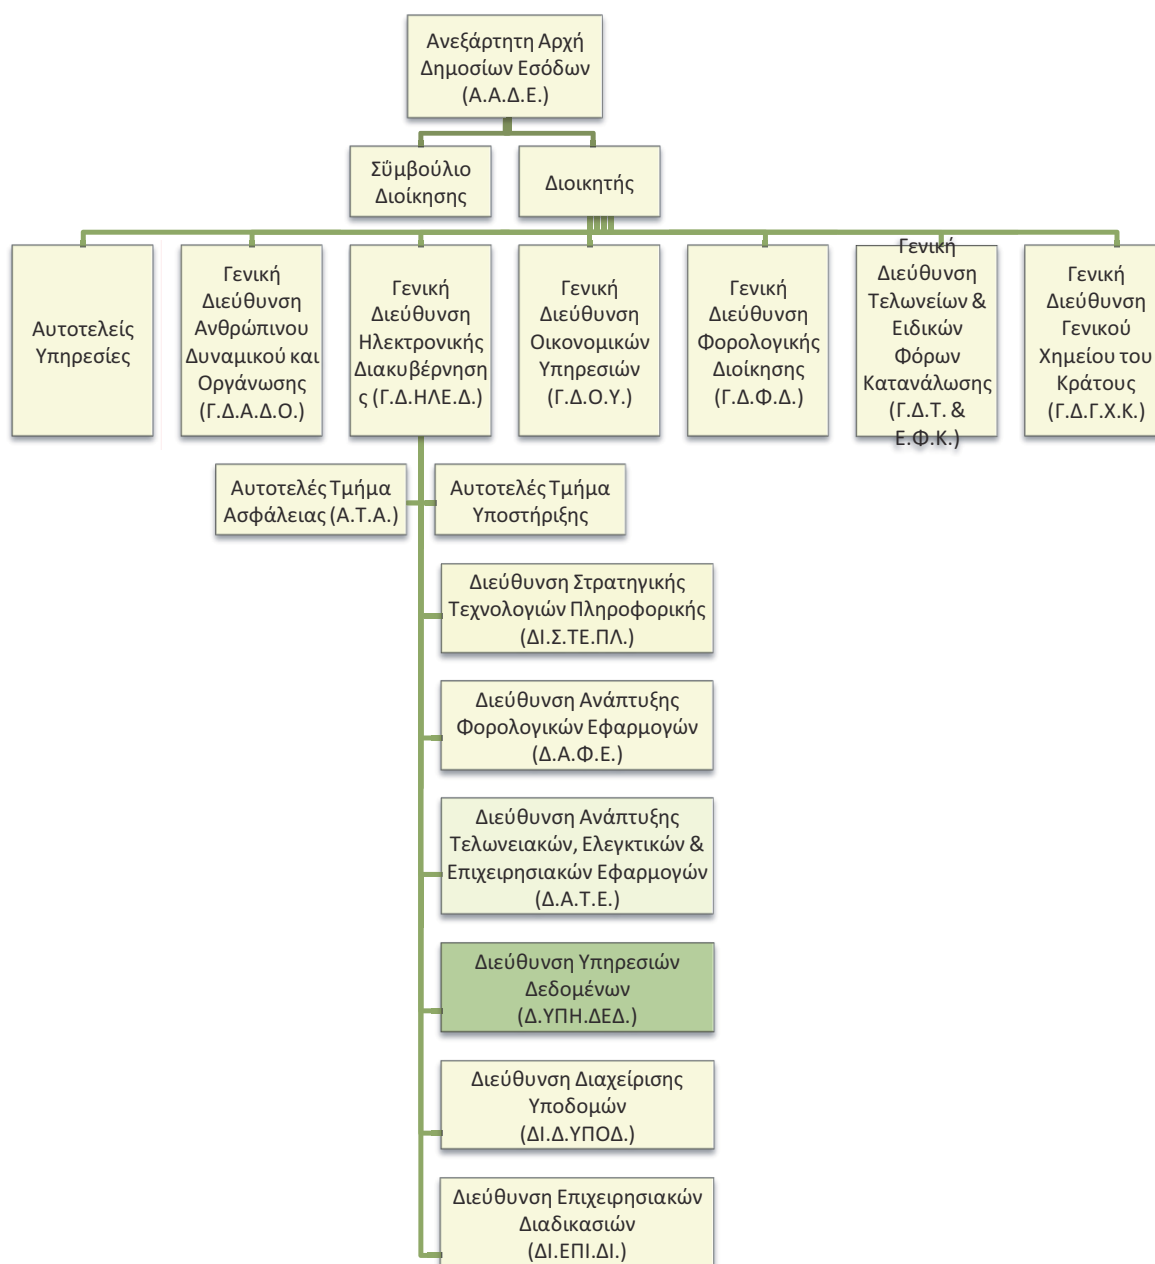 Ανεξάρτητη Αρχή
Δημοσίων Εσόδων
(Α.Α.Δ.Ε.)
Σΰμβούλιο
Διοίκησης
Διοικητής
Αυτοτελείς
Υπηρεσίες
Γενική
Διεύθυνση
Ανθρώπινου
Δυναμικού και
Οργάνωσης
(Γ.Δ.Α.Δ.Ο.)
Γενική
Διεύθυνση
Ηλεκτρονικής
Διακυβέρνηση
ς (Γ.Δ.ΗΛΕ.Δ.)
Γενική
Διεύθυνση
Οικονομικών
Υπηρεσιών
(Γ.Δ.Ο.Υ.)
Γενική
Διεύθυνση
Φορολογικής
Διοίκησης
(Γ.Δ.Φ.Δ.)
Γενική
Διεύθυνση
Τελωνείων &
Ειδικών
Φόρων
Κατανάλωσης
(Γ.Δ.Τ. &
Ε.Φ.Κ.)
Γενική
Διεύθυνση
Γενικού
Χημείου του
Κράτους
(Γ.Δ.Γ.Χ.Κ.)
Αυτοτελές Τμήμα
Ασφάλειας (Α.Τ.Α.)
Αυτοτελές Τμήμα
Υποστήριξης
Διεύθυνση Στρατηγικής
Τεχνολογιών Πληροφορικής
(ΔΙ.Σ.ΤΕ.ΠΛ.)
Διεύθυνση Ανάπτυξης
Φορολογικών Εφαρμογών
(Δ.Α.Φ.Ε.)
Διεύθυνση Ανάπτυξης
Τελωνειακών, Ελεγκτικών &
Επιχειρησιακών Εφαρμογών
(Δ.Α.Τ.Ε.)
Διεύθυνση Υπηρεσιών
Δεδομένων
(Δ.ΥΠΗ.ΔΕΔ.)
Διεύθυνση Διαχείρισης
Υποδομών
(ΔΙ.Δ.ΥΠΟΔ.)
Διεύθυνση Επιχειρησιακών
Διαδικασιών
(ΔΙ.ΕΠΙ.ΔΙ.)